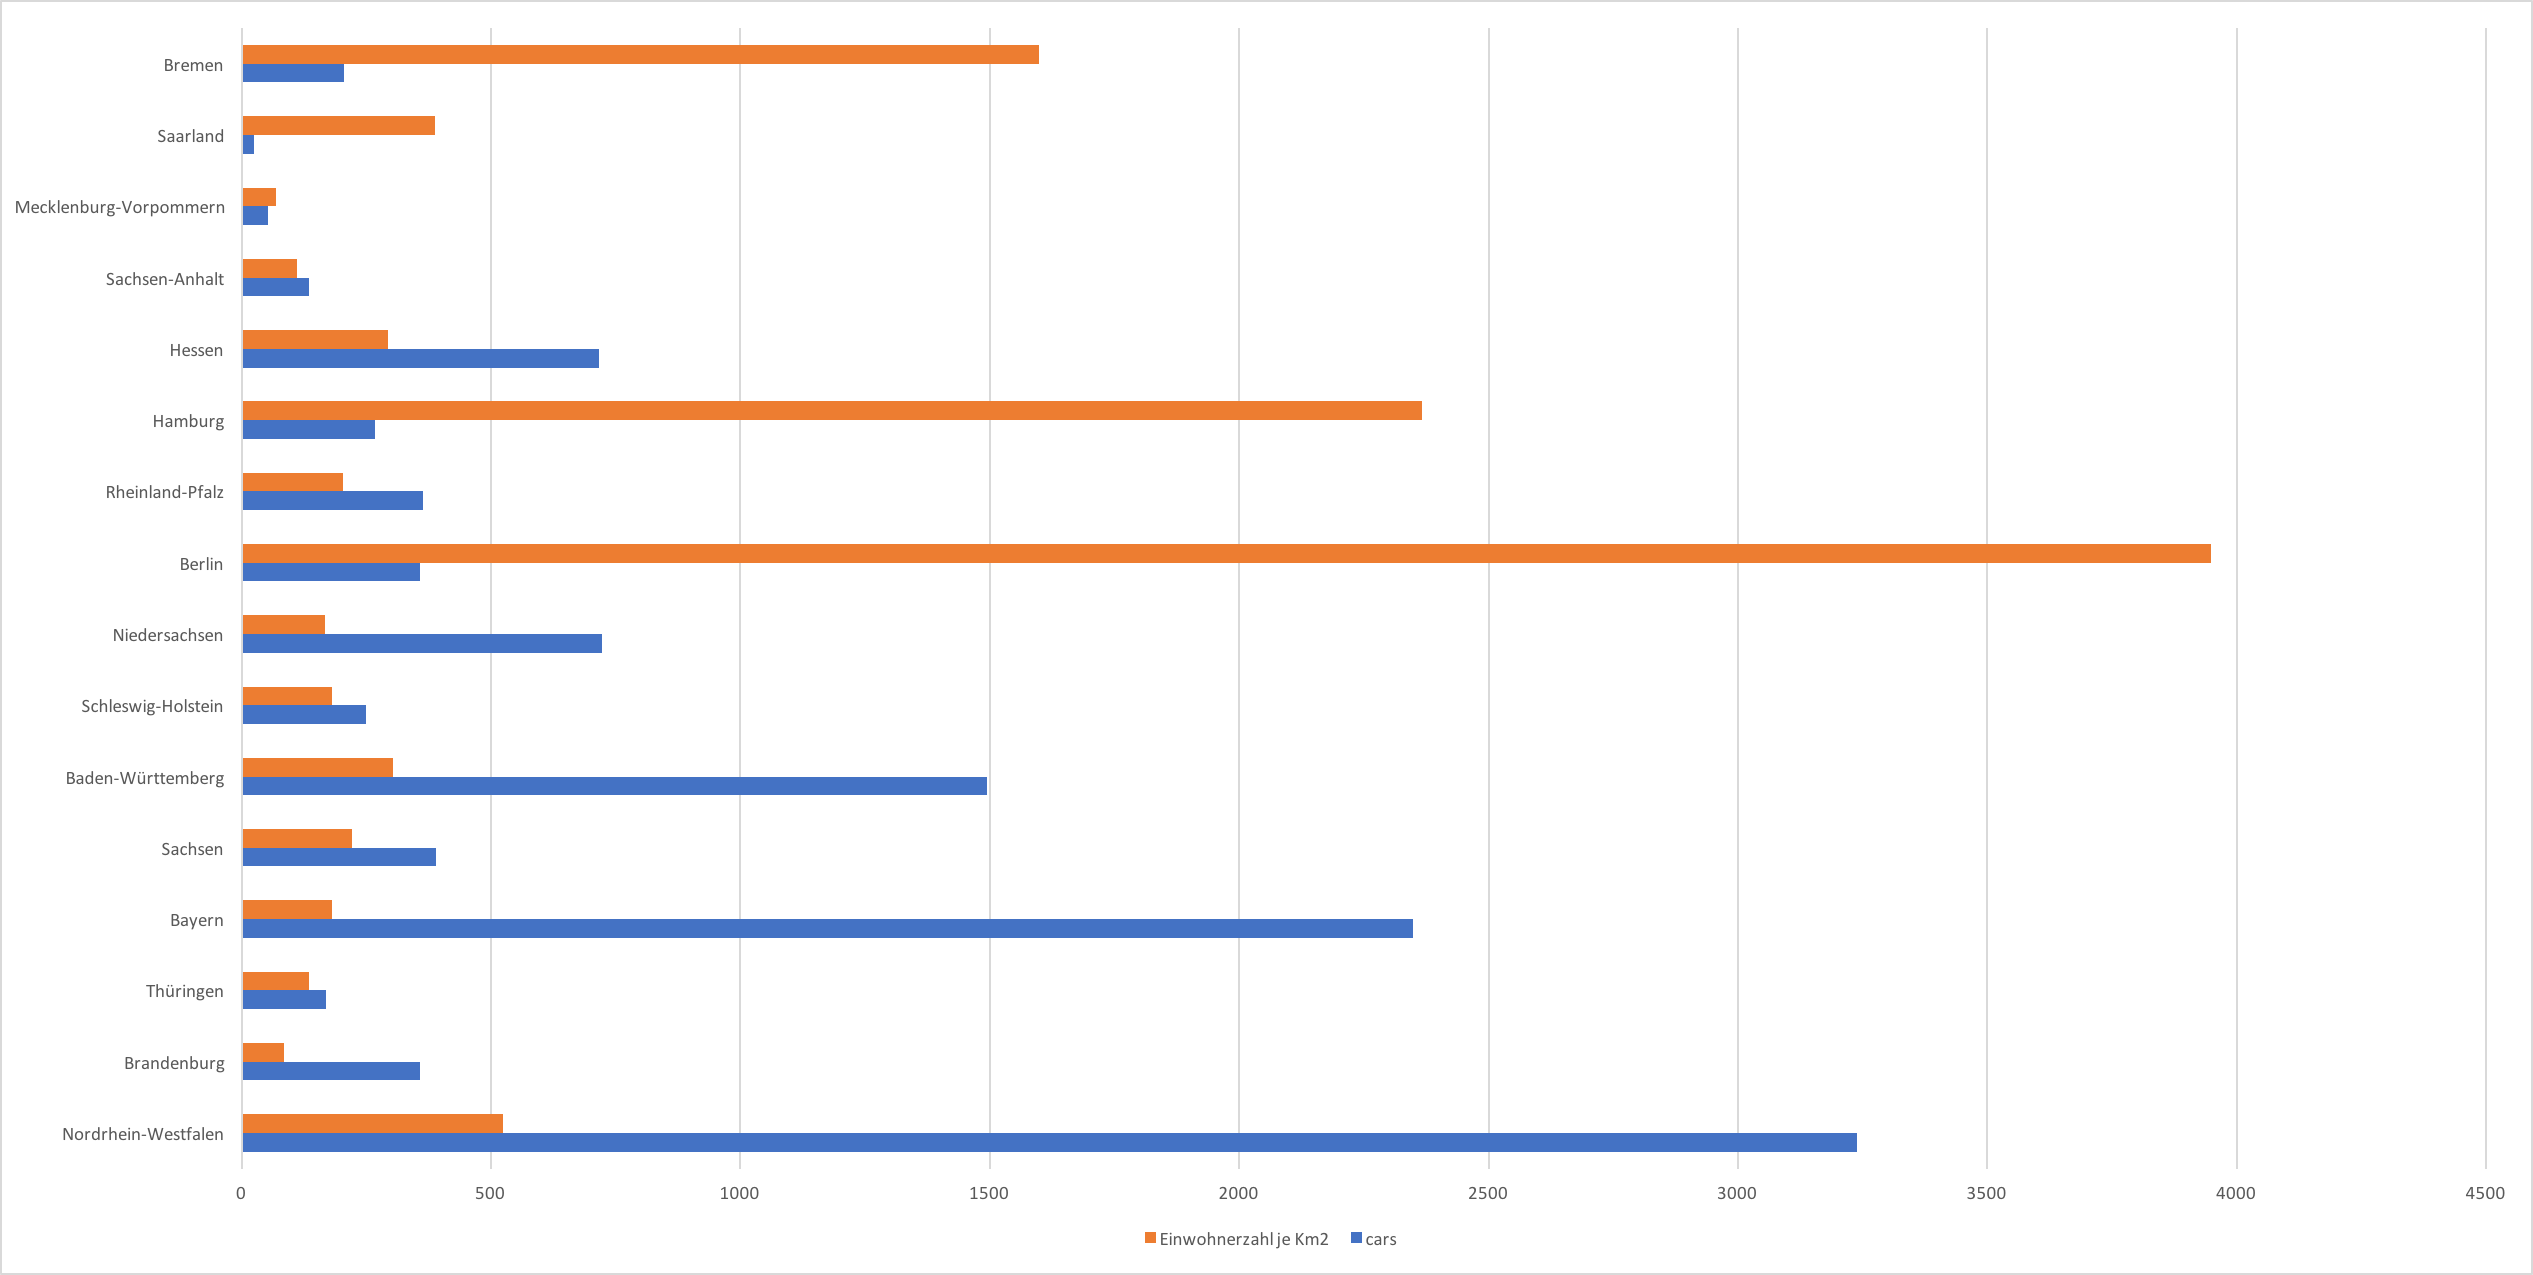 Bremen
Saarland
Mecklenburg-Vorpommern
Sachsen-Anhalt
Hessen
Hamburg
Rheinland-Pfalz
Berlin
Niedersachsen
Schleswig-Holstein
Baden-Württemberg
Sachsen
Bayern
Thüringen
Brandenburg
Nordrhein-Westfalen
0 500 1000 1500 2000 2500 3000 3500 4000 4500
Einwohnerzahl je Km2 cars